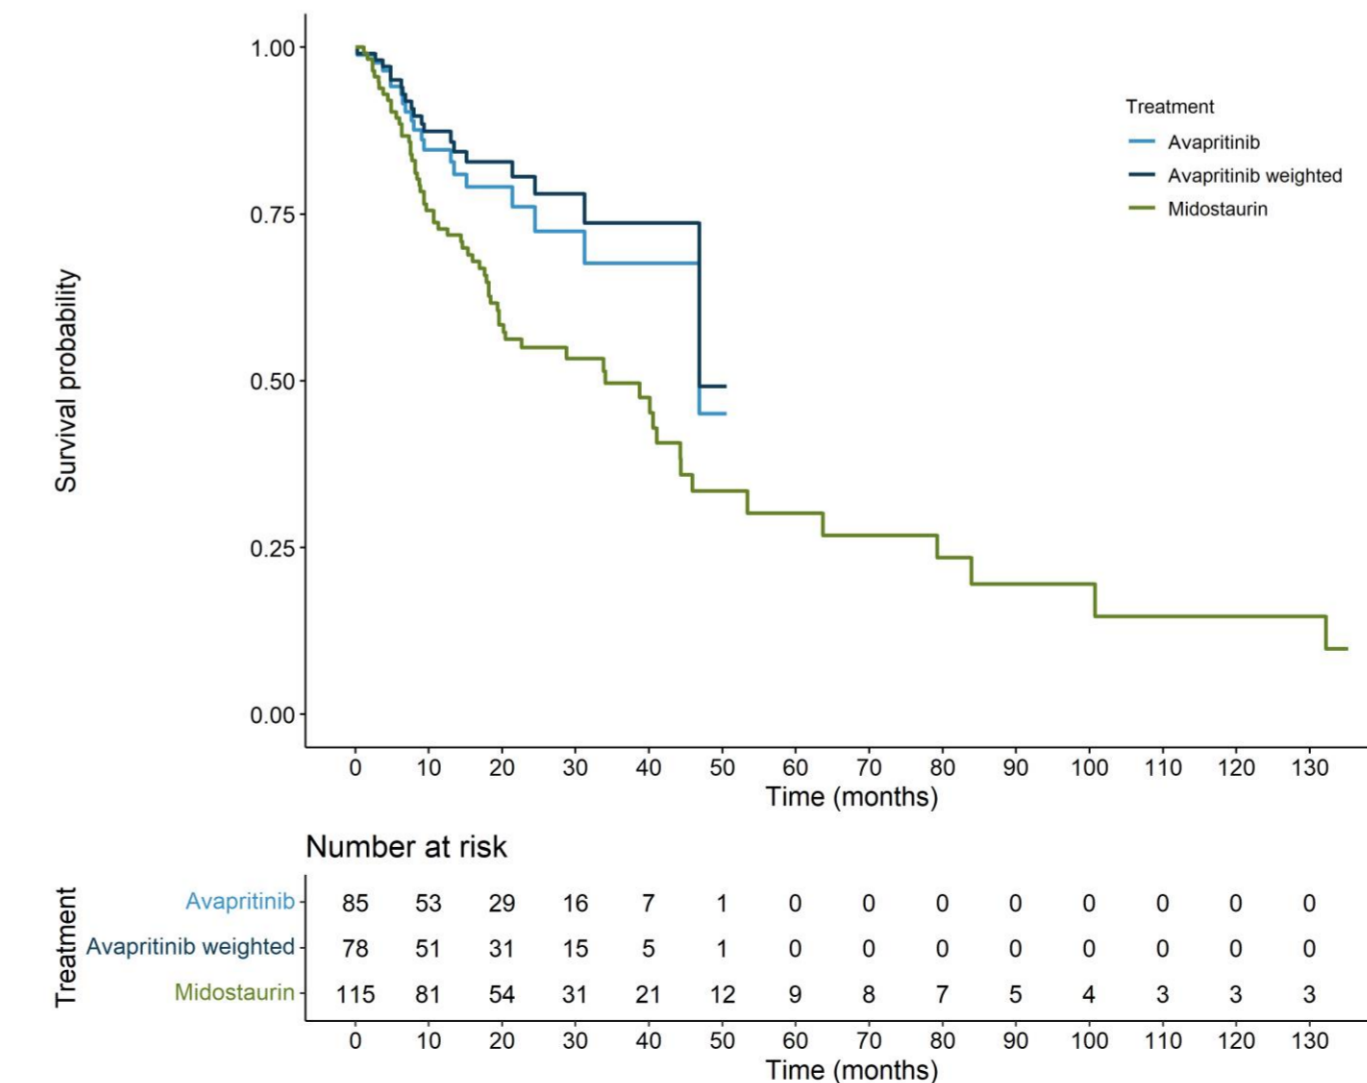 1.00
0.75
0.50
0.25
0.00
Survival probability
Treatment
Avapritinib
Avapritinib weighted
Midostaurin
0 10 20 30 40 50 60 70 80 90 100 110 120 130
Time (months)
Number at risk
Treatment
Avapritinib 85 53 29 16 7 1 0 0 0 0 0 0 0 0
Avapritinib weighted 78 51 31 15 5 1 0 0 0 0 0 0 0 0
Midostaurin 115 81 54 31 21 12 9 8 7 5 4 3 3 3
0 10 20 30 40 50 60 70 80 90 100 110 120 130
Time (months)